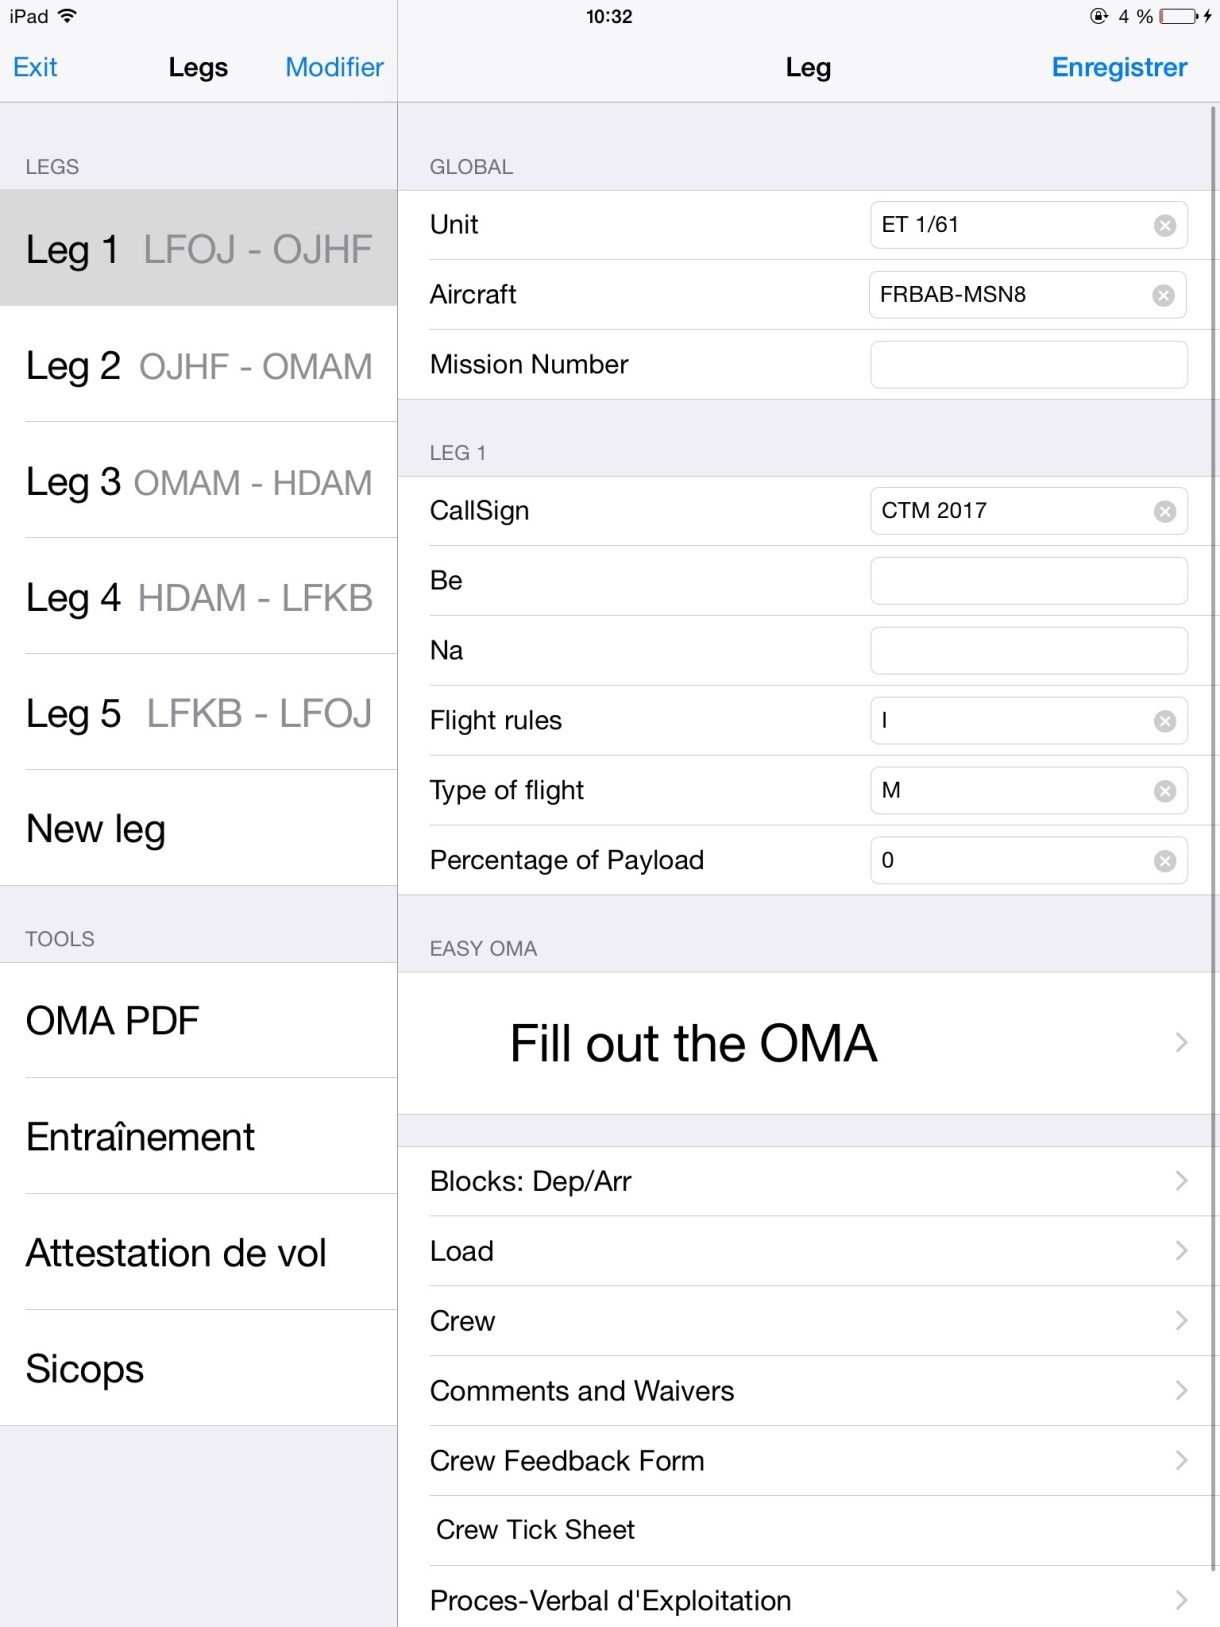 iPad
10:32
4 %
Exit
Legs
Modifier
LEGS
Leg 1 LFOJ - OJHF
Leg 2 OJHF - OMAM
Leg 3 OMAM - HDAM
Leg 4 HDAM - LFKB
Leg 5 LFKB - LFOJ
New leg
TOOLS
OMA PDF
Entraînement
Attestation de vol
Sicops
Leg
Enregistrer
GLOBAL
Unit ET 1/61
Aircraft FRBAB-MSN8
Mission Number
LEG 1
CallSign CTM 2017
Be
Na
Flight rules I
Type of flight M
Percentage of Payload 0
EASY OMA
Fill out the OMA
Blocks: Dep/Arr
Load
Crew
Comments and Waivers
Crew Feedback Form
Crew Tick Sheet
Proces-Verbal d'Exploitation